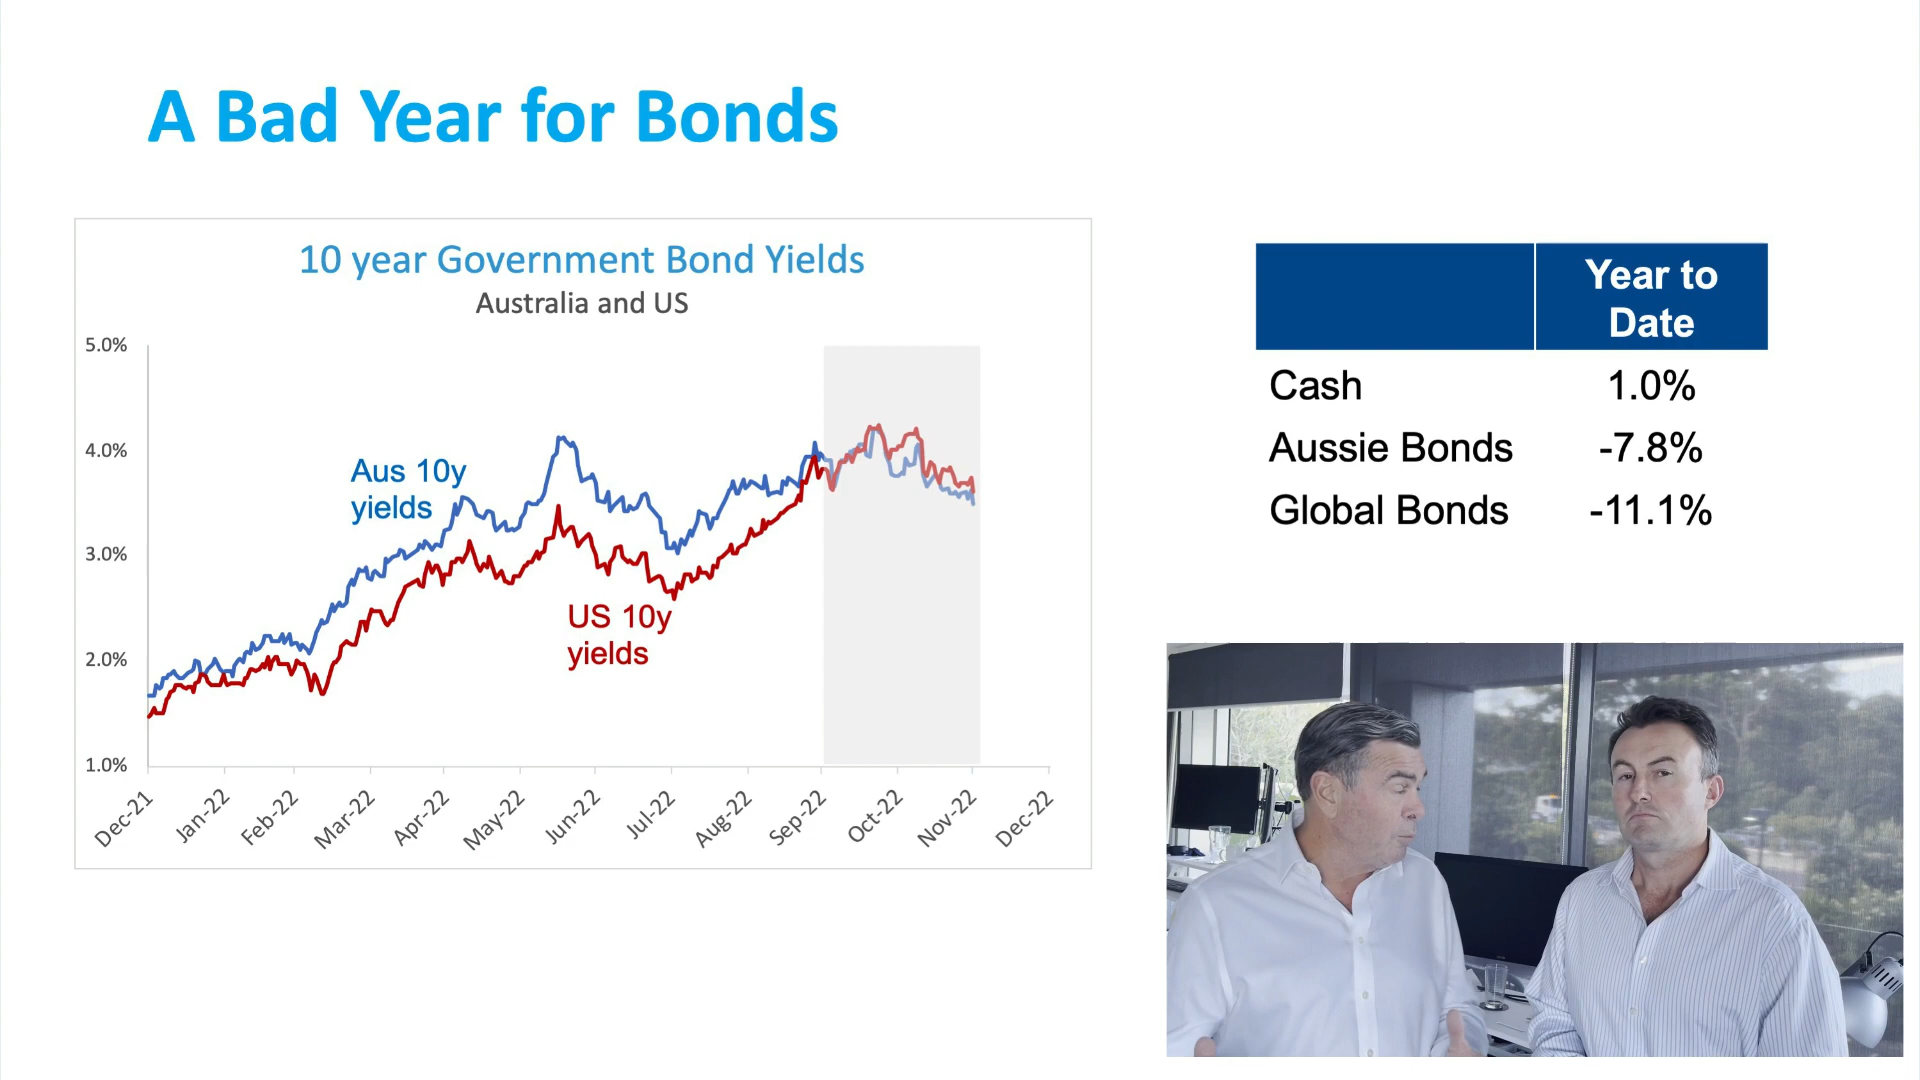 A Bad Year for Bonds
10 year Government Bond Yields
Australia and US
5.0%
4.0%
3.0%
2.0%
1.0%
Aus 10y
yields
US 10y
yields
Dec-21
Jan-22
Feb-22
Mar-22
Apr-22
May-22
Jun-22
Jul-22
Aug-22
Sep-22
Oct-22
Nov-22
Dec-22
Year to
Date
Cash 1.0%
Aussie Bonds -7.8%
Global Bonds -11.1%